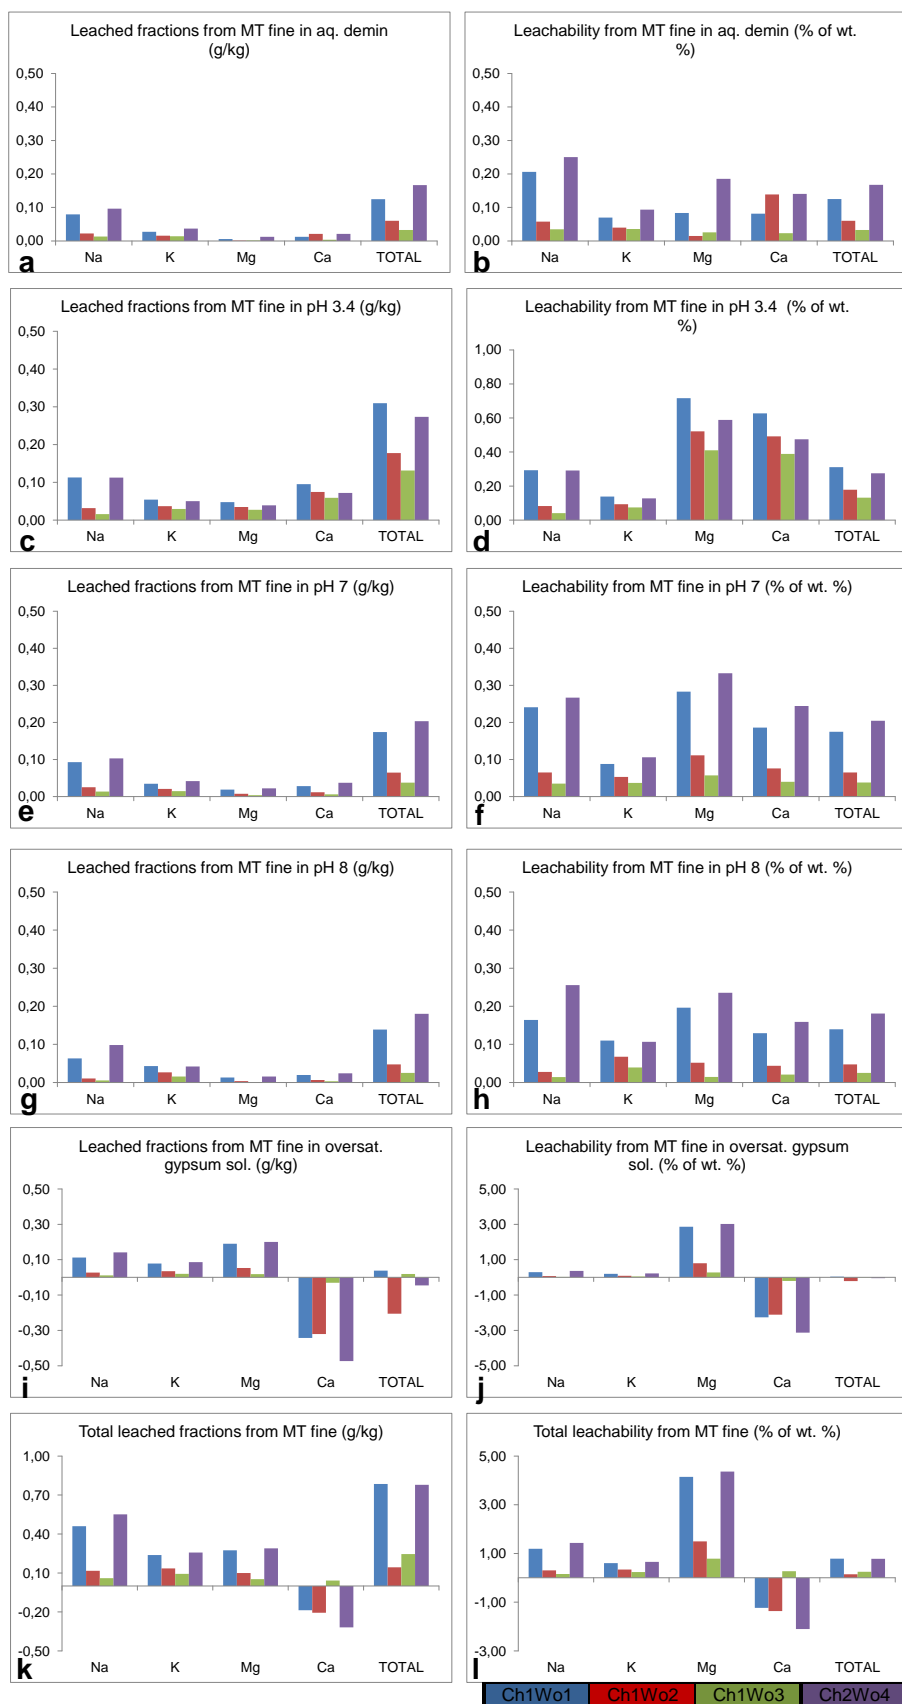 Leached fractions from MT fine in aq. demin
(g/kg)
0,50
0,40
0,30
0,20
0,10
0,00
Na K Mg Ca TOTAL
a
Leachability from MT fine in aq. demin (% of wt.
%)
0,50
0,40
0,30
0,20
0,10
0,00
Na K Mg Ca TOTAL
b
Leached fractions from MT fine in pH 3.4 (g/kg)
0,50
0,40
0,30
0,20
0,10
0,00
Na K Mg Ca TOTAL
c
Leachability from MT fine in pH 3.4 (% of wt.
%)
1,00
0,80
0,60
0,40
0,20
0,00
Na K Mg Ca TOTAL
d
Leached fractions from MT fine in pH 7 (g/kg)
0,50
0,40
0,30
0,20
0,10
0,00
Na K Mg Ca TOTAL
e
Leachability from MT fine in pH 7 (% of wt. %)
0,50
0,40
0,30
0,20
0,10
0,00
Na K Mg Ca TOTAL
f
Leached fractions from MT fine in pH 8 (g/kg)
0,50
0,40
0,30
0,20
0,10
0,00
Na K Mg Ca TOTAL
g
Leachability from MT fine in pH 8 (% of wt. %)
0,50
0,40
0,30
0,20
0,10
0,00
Na K Mg Ca TOTAL
h
Leached fractions from MT fine in oversat.
gypsum sol. (g/kg)
0,50
0,30
0,10
-0,10
-0,30
-0,50
Na K Mg Ca TOTAL
i
Leachability from MT fine in oversat. gypsum
sol. (% of wt. %)
5,00
3,00
1,00
-1,00
-3,00
-5,00
Na K Mg Ca TOTAL
j
Total leached fractions from MT fine (g/kg)
1,00
0,70
0,40
0,10
-0,20
-0,50
Na K Mg Ca TOTAL
k
Total leachability from MT fine (% of wt. %)
5,00
3,00
1,00
-1,00
-3,00
Na K Mg Ca TOTAL
l
Ch1Wo1 Ch1Wo2 Ch1Wo3 Ch2Wo4